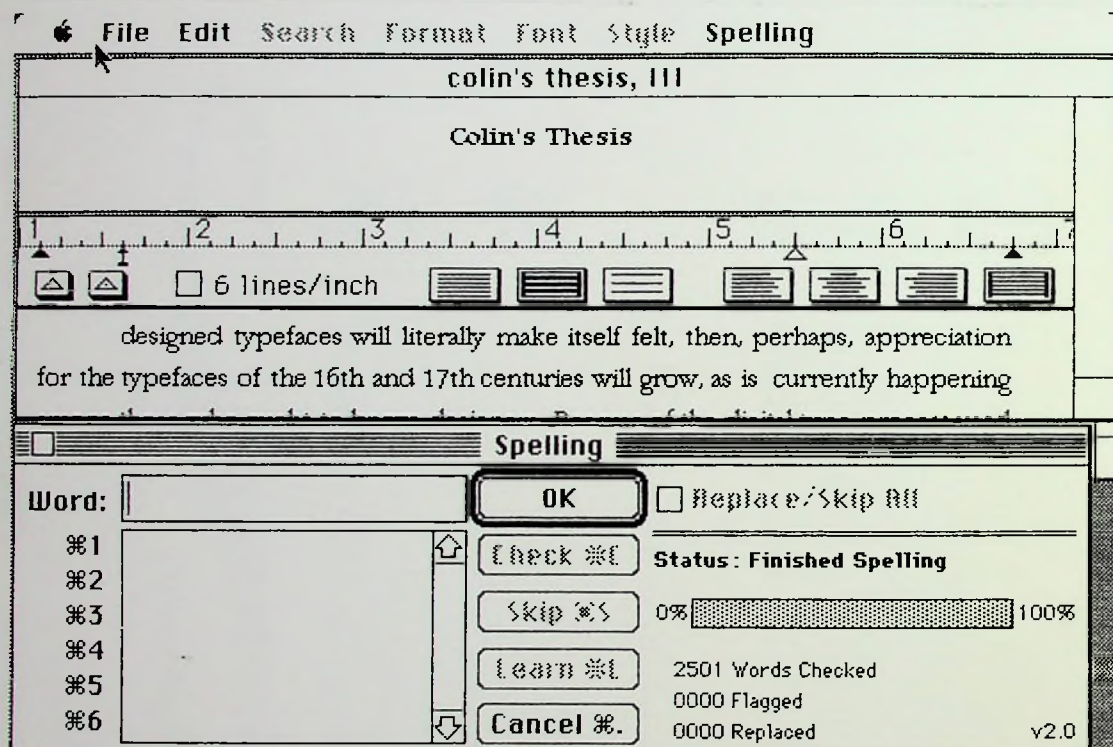 File Edit Search Format Font Style Spelling
colin's thesis, III
Colin's Thesis
1 2 3 4 5 6 7
6 lines/inch
designed typefaces will literally make itself felt, then, perhaps, appreciation
for the typefaces of the 16th and 17th centuries will grow, as is currently happening
Spelling
Word:
OK
Replace/Skip All
⌘1
⌘2
⌘3
⌘4
⌘5
⌘6
Check ⌘C
Skip ⌘S
Learn ⌘L
Cancel ⌘.
Status: Finished Spelling
0% 100%
2501 Words Checked
0000 Flagged
0000 Replaced
v2.0